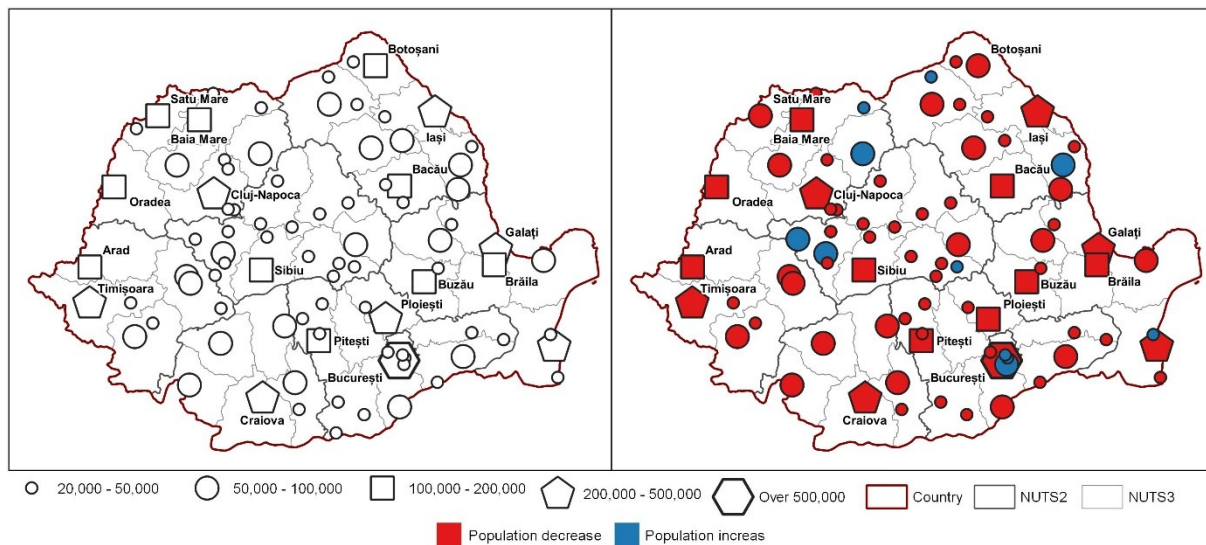 Botoșani
Satu Mare
Baia Mare
Iași
Oradea
Cluj-Napoca
Bacău
Arad
Galați
Timișoara
Sibiu
Buzău
Brăila
Ploiești
Pitești
București
Craiova
Botoșani
Satu Mare
Baia Mare
Iași
Oradea
Cluj-Napoca
Bacău
Arad
Galați
Timișoara
Sibiu
Buzău
Brăila
Ploiești
Pitești
București
Craiova
20,000 - 50,000 50,000 - 100,000 100,000 - 200,000 200,000 - 500,000 Over 500,000 Country NUTS2 NUTS3
Population decrease Population increas